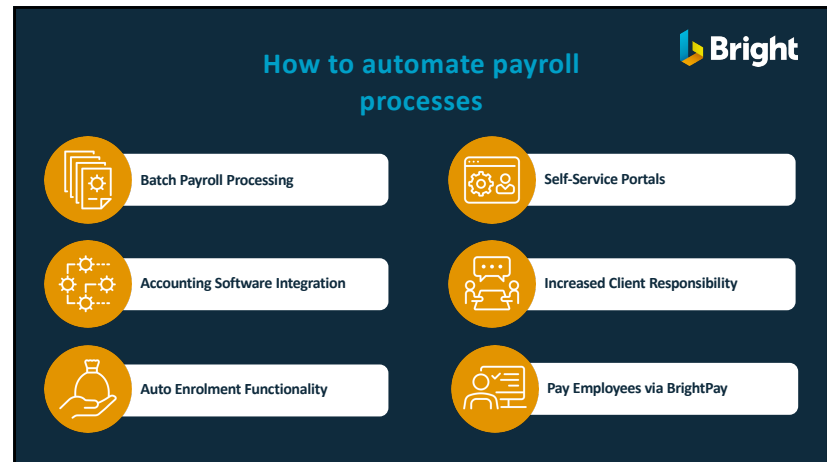 Bright
How to automate payroll
processes
Batch Payroll Processing
Self-Service Portals
Accounting Software Integration
Increased Client Responsibility
Auto Enrolment Functionality
Pay Employees via BrightPay